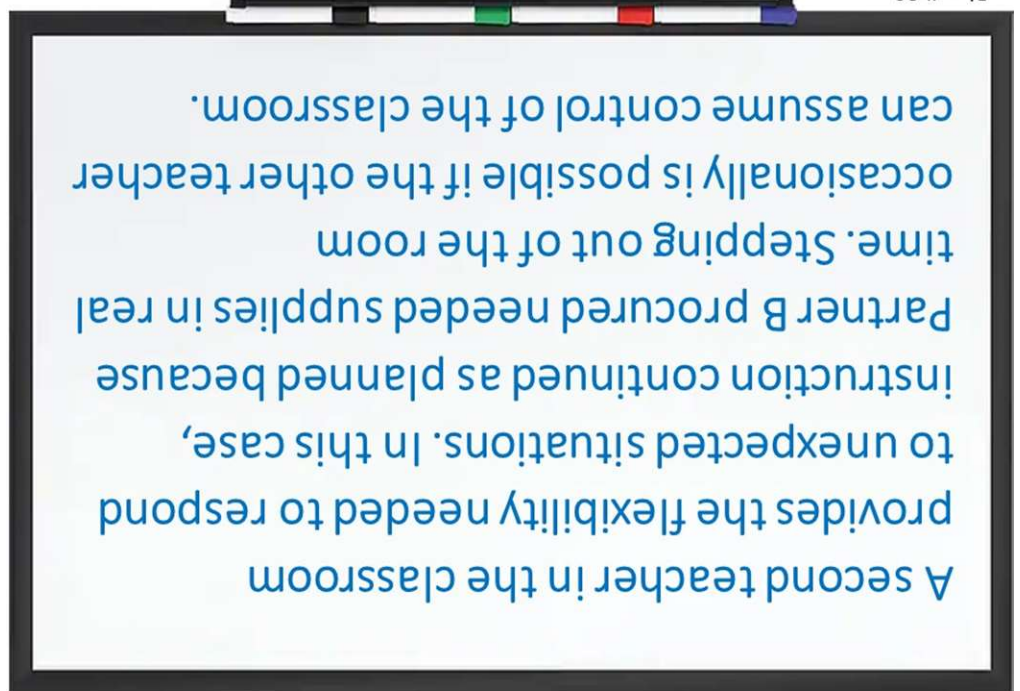 A second teacher in the classroom
provides the flexibility needed to respond
to unexpected situations. In this case,
instruction continued as planned because
Partner B procured needed supplies in real
time. Stepping out of the room
occasionally is possible if the other teacher
can assume control of the classroom.